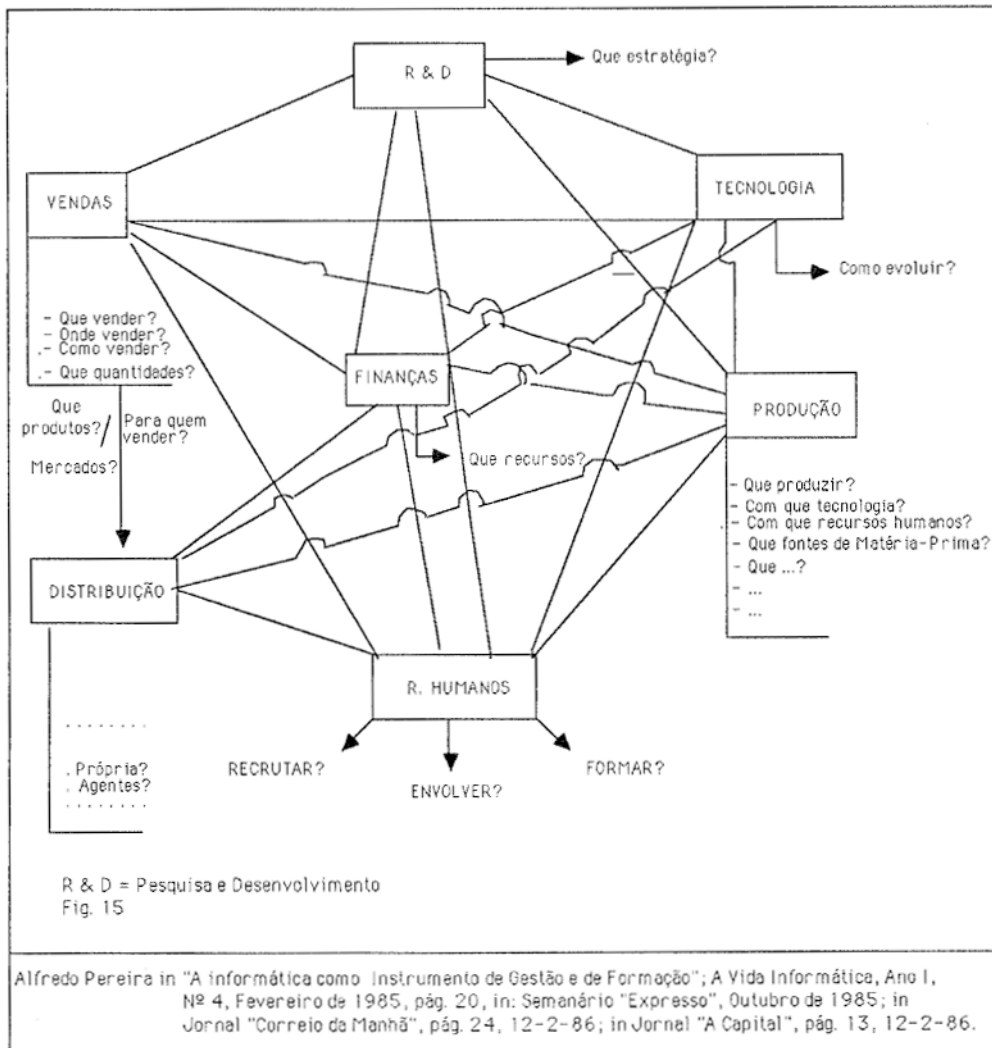 R & D
Que estratégia?
VENDAS
TECNOLOGIA
Como evoluir?
- Que vender?
- Onde vender?
.- Como vender?
.- Que quantidades?
FINANÇAS
PRODUÇÃO
Que
produtos?/
Mercados?
Para quem
vender?
Que recursos?
- Que produzir?
- Com que tecnologia?
.- Com que recursos humanos?
- Que fontes de Matéria-Prima?
- Que ...?
- ...
- ...
DISTRIBUIÇÃO
R. HUMANOS
. . . . . . . .
. Própria?
. Agentes?
. . . . . . . .
RECRUTAR?
ENVOLVER?
FORMAR?
R & D = Pesquisa e Desenvolvimento
Fig. 15
Alfredo Pereira in "A informática como Instrumento de Gestão e de Formação"; A Vida Informática, Ano I,
Nº 4, Fevereiro de 1985, pág. 20, in: Semanário "Expresso", Outubro de 1985; in
Jornal "Correio da Manhã", pág. 24, 12-2-86; in Jornal "A Capital", pág. 13, 12-2-86.